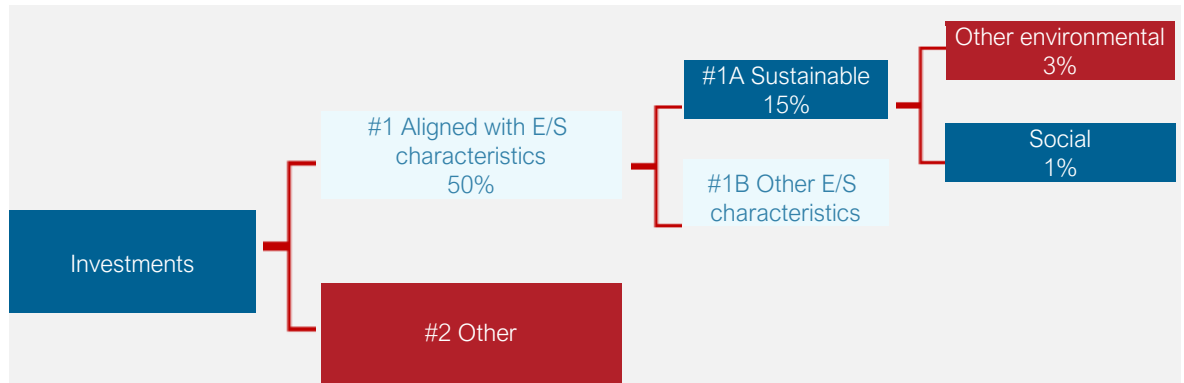 Investments
#1 Aligned with E/S
characteristics
50%
#2 Other
#1A Sustainable
15%
#1B Other E/S
characteristics
Other environmental
3%
Social
1%